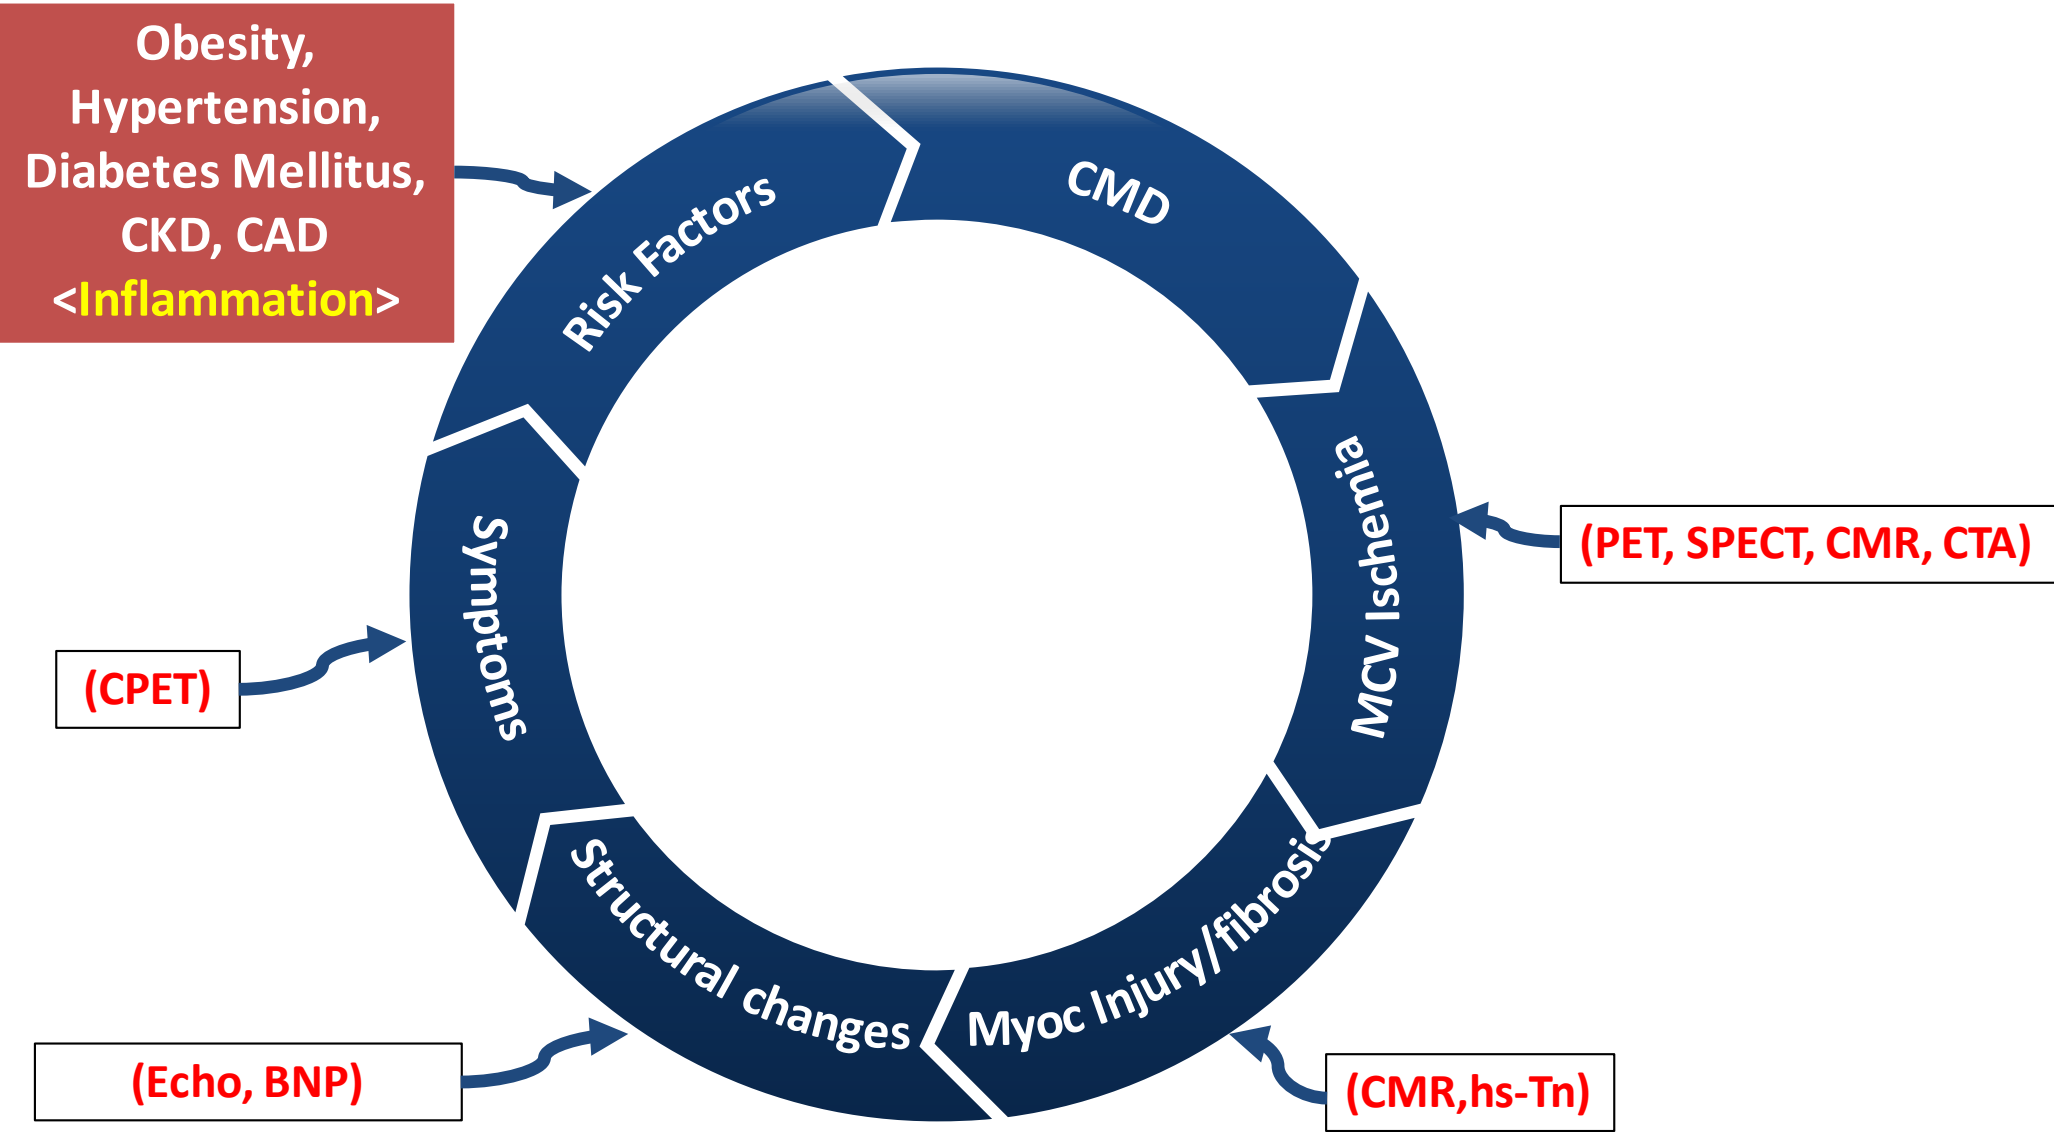 Obesity,
Hypertension,
Diabetes Mellitus,
CKD, CAD
<Inflammation>
Risk Factors
CMD
MCV Ischemia
(PET, SPECT, CMR, CTA)
Myoc Injury/fibrosis
(CMR,hs-Tn)
Structural changes
(Echo, BNP)
Symptoms
(CPET)